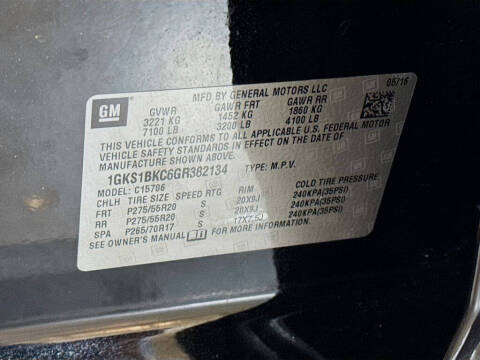 MFD BY GENERAL MOTORS LLC
05/16
GM
GVWR GAWR FRT GAWR RR
3221 KG 1452 KG 1860 KG
7100 LB 3200 LB 4100 LB
THIS VEHICLE CONFORMS TO ALL APPLICABLE U.S. FEDERAL MOTOR
VEHICLE SAFETY STANDARDS IN EFFECT ON THE DATE OF
MANUFACTURE SHOWN ABOVE.
1GKS1BKC6GR382134 TYPE: M.P.V.
MODEL: C15706
CHLH TIRE SIZE SPEED RTG RIM COLD TIRE PRESSURE
FRT P275/55R20 S 20X9J 240KPA(35PSI)
RR P275/55R20 S 20X9J 240KPA(35PSI)
SP P265/70R17 S 17X7.5J 240KPA(35PSI)
SEE OWNER'S MANUAL